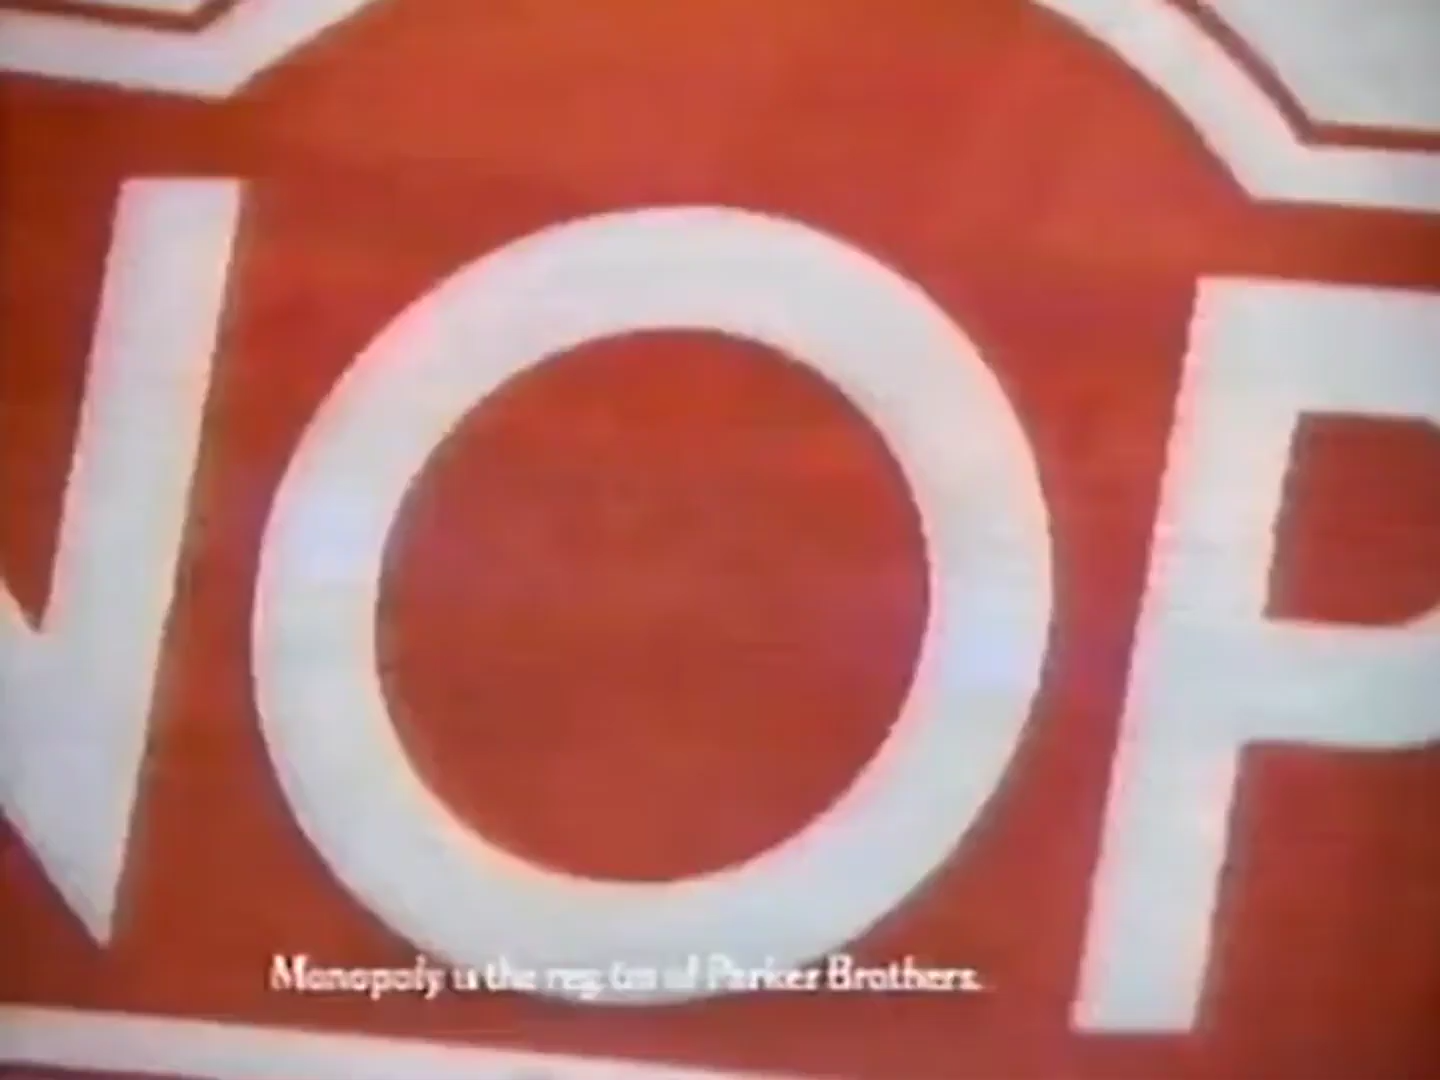 NOP
Monopoly is the reg. tm of Parker Brothers.